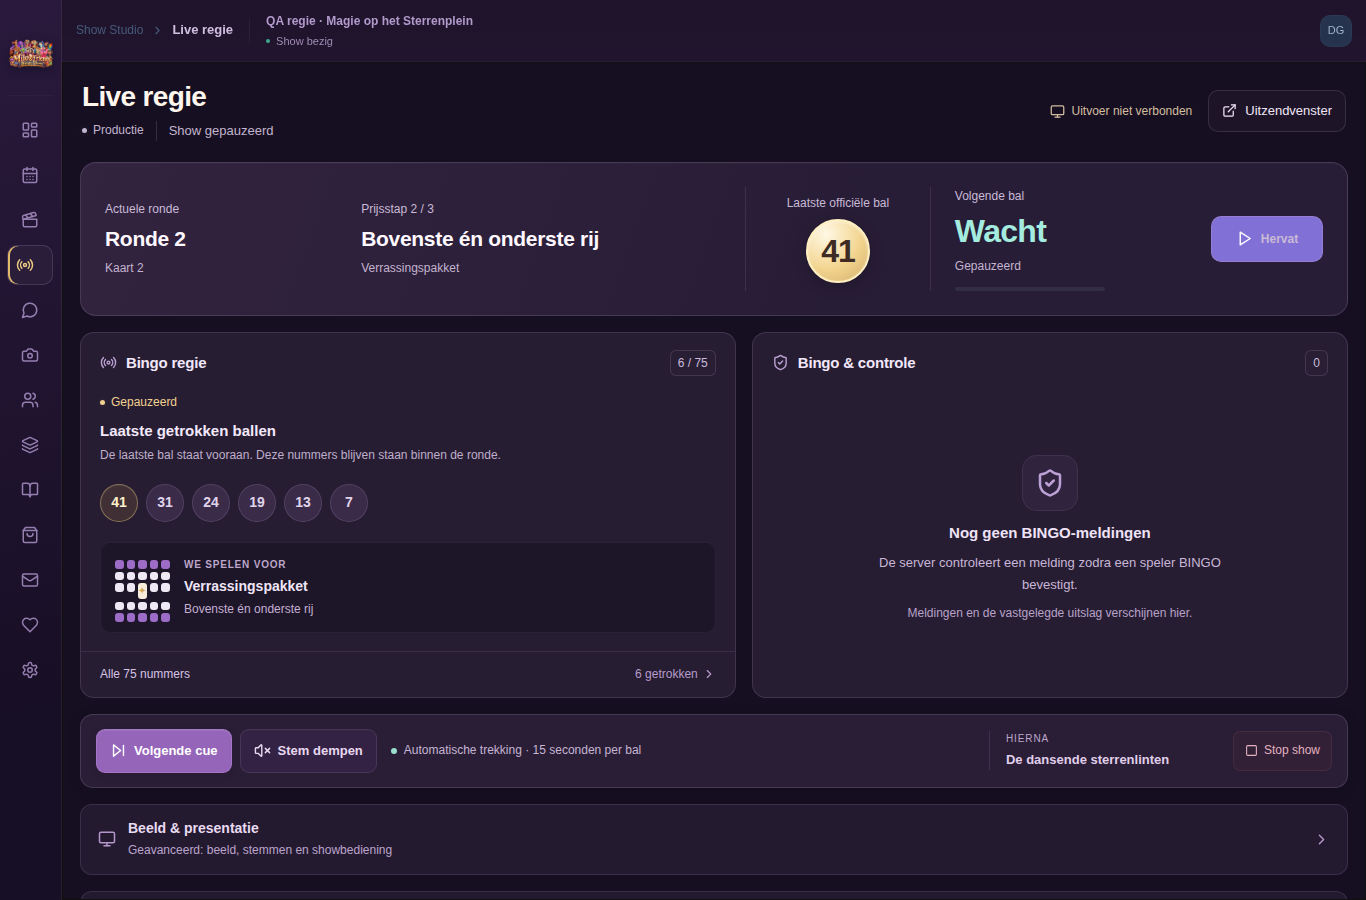 Show Studio > Live regie
QA regie · Magie op het Sterrenplein
Show bezig
DG
Live regie
Productie
Show gepauzeerd
Uitvoer niet verbonden
Uitzendvenster
Actuele ronde
Ronde 2
Kaart 2
Prijsstap 2 / 3
Bovenste én onderste rij
Verrassingspakket
Laatste officiële bal
41
Volgende bal
Wacht
Gepauzeerd
Hervat
Bingo regie
6 / 75
Gepauzeerd
Laatste getrokken ballen
De laatste bal staat vooraan. Deze nummers blijven staan binnen de ronde.
41 31 24 19 13 7
WE SPELEN VOOR
Verrassingspakket
Bovenste én onderste rij
Alle 75 nummers
6 getrokken
Bingo & controle
0
Nog geen BINGO-meldingen
De server controleert een melding zodra een speler BINGO
bevestigt.
Meldingen en de vastgelegde uitslag verschijnen hier.
Volgende cue
Stem dempen
Automatische trekking · 15 seconden per bal
HIERNA
De dansende sterrenlinten
Stop show
Beeld & presentatie
Geavanceerd: beeld, stemmen en showbediening